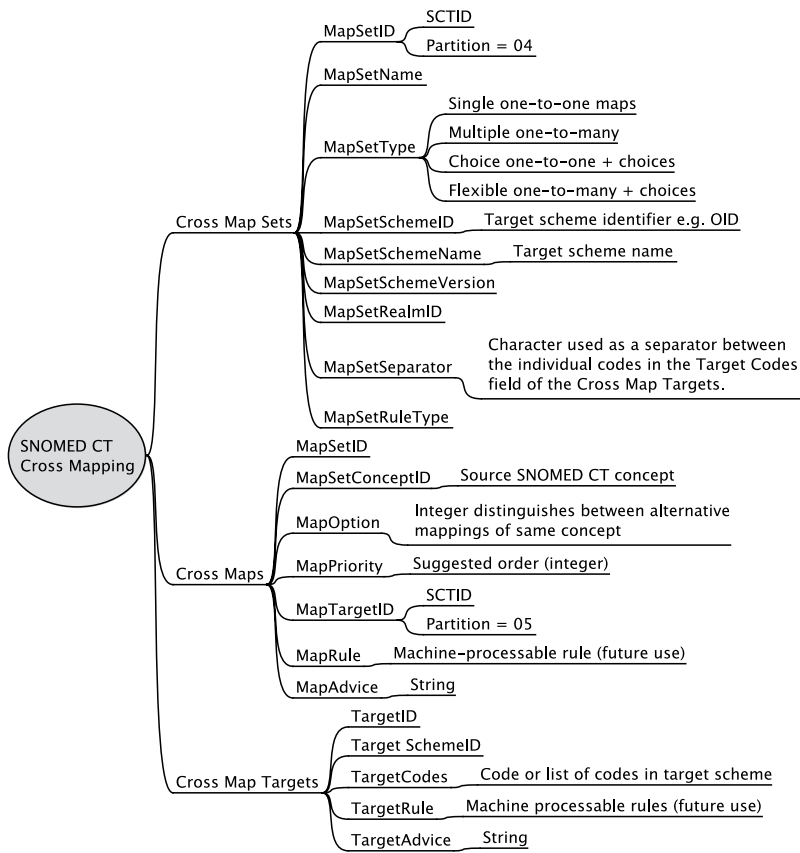 SNOMED CT
Cross Mapping
Cross Map Sets
MapSetID
SCTID
Partition = 04
MapSetName
MapSetType
Single one–to–one maps
Multiple one–to–many
Choice one–to–one + choices
Flexible one–to–many + choices
MapSetSchemeID
Target scheme identifier e.g. OID
MapSetSchemeName
Target scheme name
MapSetSchemeVersion
MapSetRealmID
MapSetSeparator
Character used as a separator between
the individual codes in the Target Codes
field of the Cross Map Targets.
MapSetRuleType
Cross Maps
MapSetID
MapSetConceptID
Source SNOMED CT concept
MapOption
Integer distinguishes between alternative
mappings of same concept
MapPriority
Suggested order (integer)
MapTargetID
SCTID
Partition = 05
MapRule
Machine–processable rule (future use)
MapAdvice
String
Cross Map Targets
TargetID
Target SchemeID
TargetCodes
Code or list of codes in target scheme
TargetRule
Machine processable rules (future use)
TargetAdvice
String